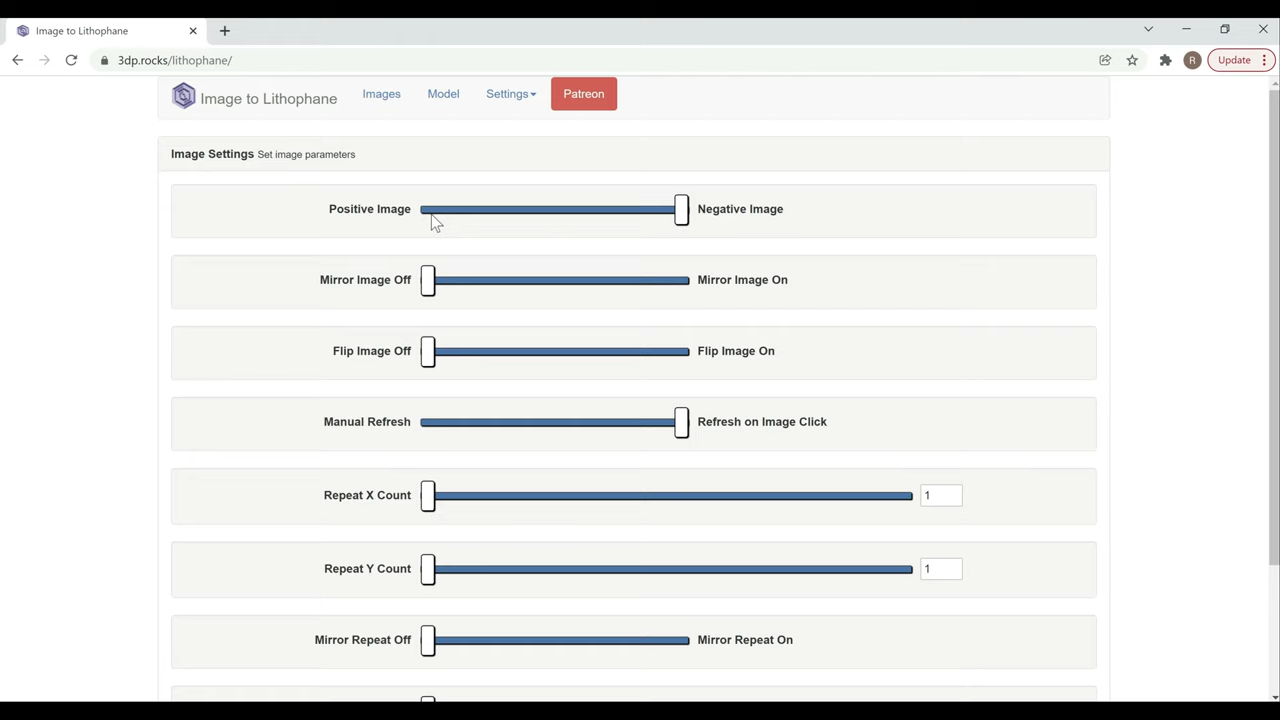 Image to Lithophane
3dp.rocks/lithophane/
R
Update
Image to Lithophane
Images
Model
Settings
Patreon
Image Settings Set image parameters
Positive Image
Negative Image
Mirror Image Off
Mirror Image On
Flip Image Off
Flip Image On
Manual Refresh
Refresh on Image Click
Repeat X Count
1
Repeat Y Count
1
Mirror Repeat Off
Mirror Repeat On